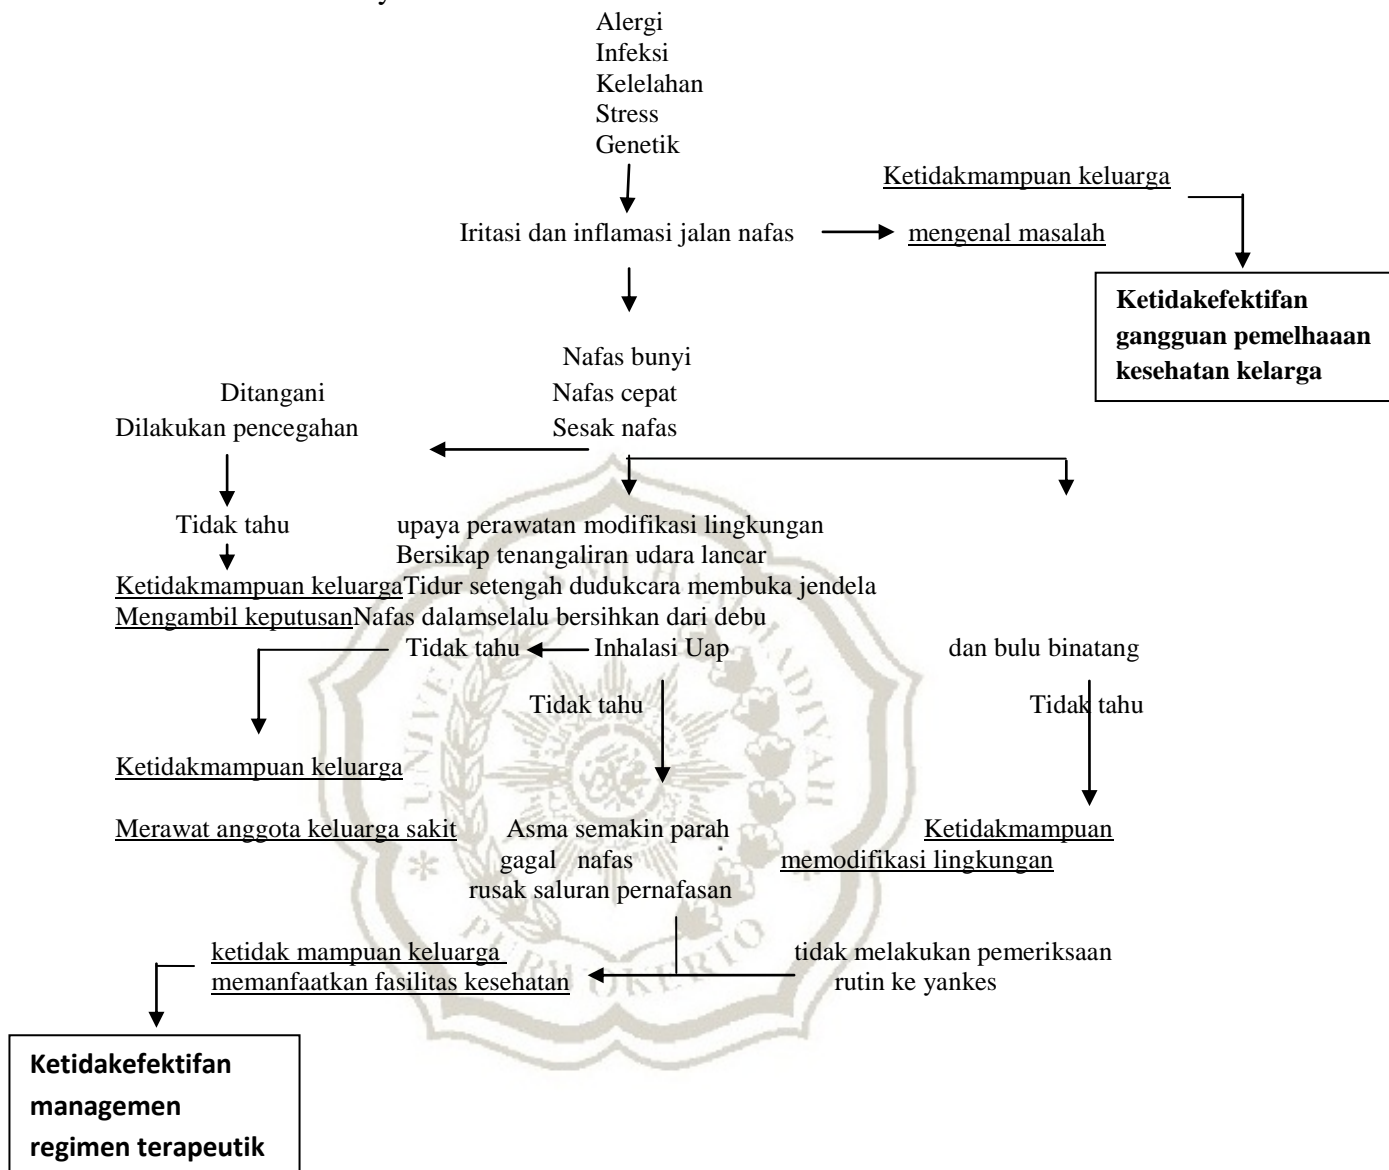 Alergi
Infeksi
Kelelahan
Stress
Genetik
Ketidakmampuan keluarga
Iritasi dan inflamasi jalan nafas
mengenal masalah
Ketidakefektifan
gangguan pemelhaaan
kesehatan kelarga
Nafas bunyi
Ditangani
Nafas cepat
Dilakukan pencegahan
Sesak nafas
Tidak tahu
upaya perawatan modifikasi lingkungan
Bersikap tenangaliran udara lancar
Ketidakmampuan keluargaTidur setengah dudukcara membuka jendela
Mengambil keputusanNafas dalamselalu bersihkan dari debu
Tidak tahu
Inhalasi Uap
dan bulu binatang
Tidak tahu
Tidak tahu
Ketidakmampuan keluarga
Merawat anggota keluarga sakit
Asma semakin parah
Ketidakmampuan
gagal nafas
memodifikasi lingkungan
rusak saluran pernafasan
ketidak mampuan keluarga
tidak melakukan pemeriksaan
memanfaatkan fasilitas kesehatan
rutin ke yankes
Ketidakefektifan
managemen
regimen terapeutik
UNIVERSITAS MUHAMMADIYAH
PURWOKERTO